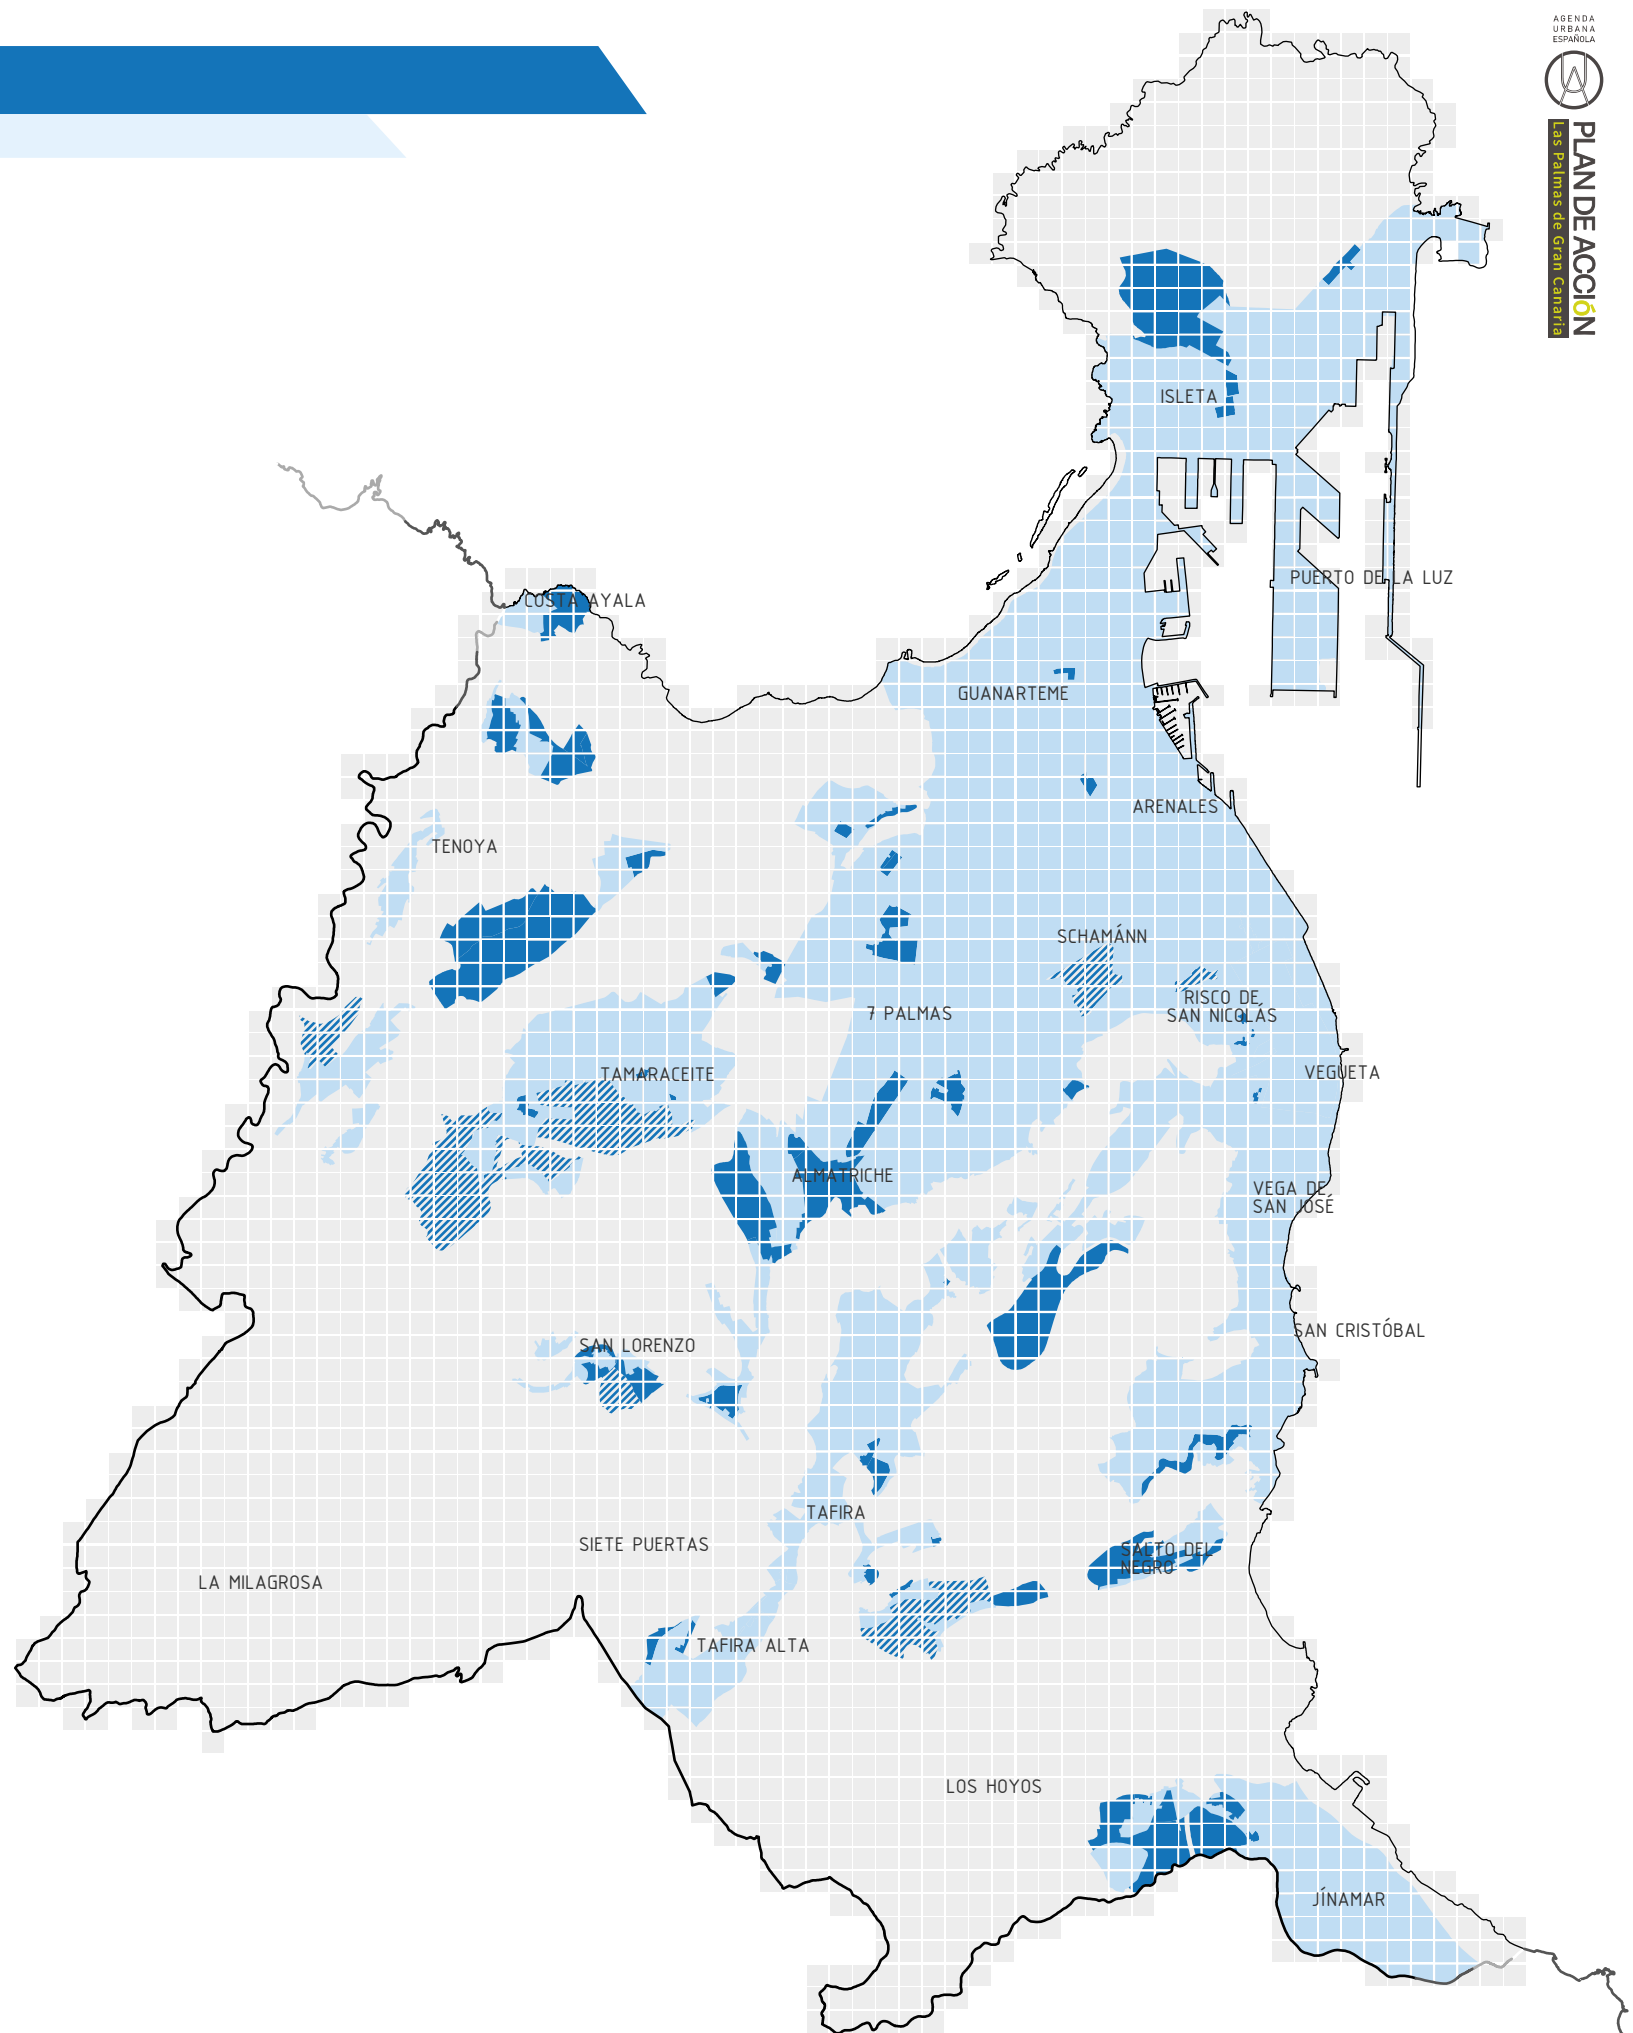 AGENDA
URBANA
ESPAÑOLA
PLAN DE ACCIÓN
Las Palmas de Gran Canaria
ISLETA
PUERTO DE LA LUZ
COSTA AYALA
GUANARTEME
ARENALES
TENOYA
SCHAMÁNN
RISCO DE
SAN NICOLÁS
7 PALMAS
VEGUETA
TAMARACEITE
ALMATRICHE
VEGA DE
SAN JOSÉ
SAN CRISTÓBAL
SAN LORENZO
TAFIRA
SIETE PUERTAS
SALTO DEL
NEGRO
LA MILAGROSA
TAFIRA ALTA
LOS HOYOS
JÍNAMAR